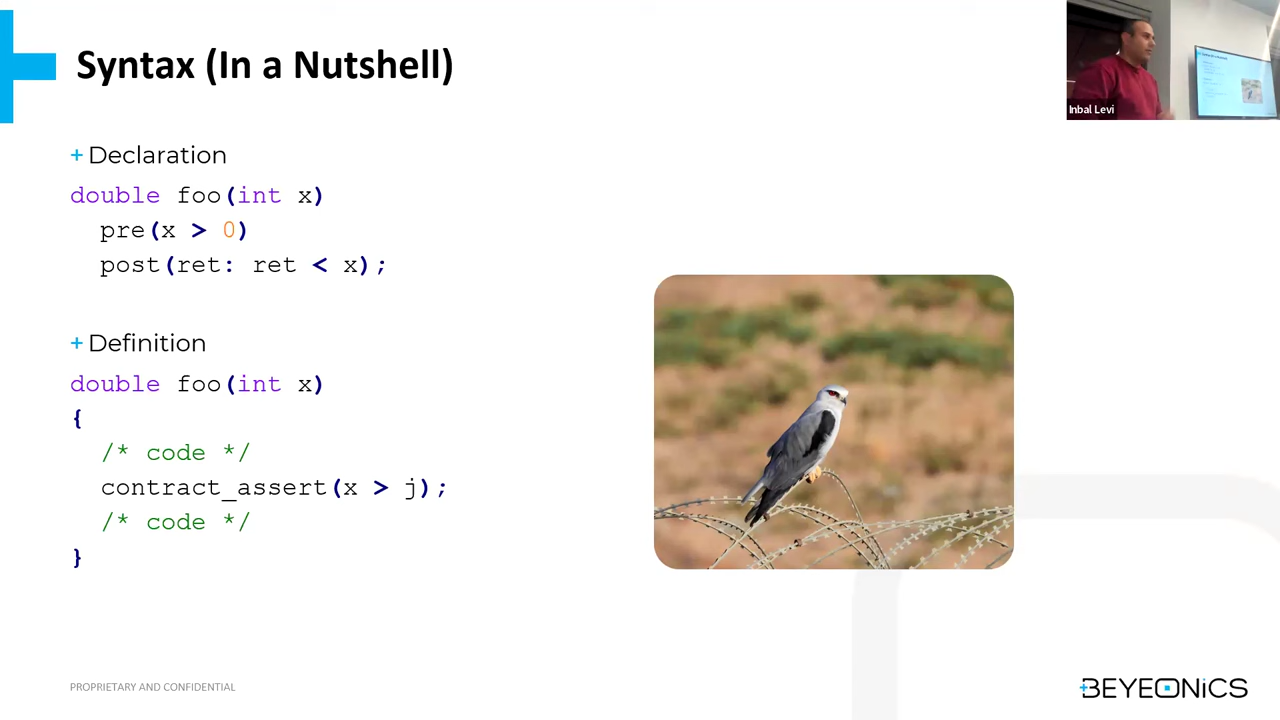 Syntax (In a Nutshell)
Inbal Levi
+ Declaration
double foo(int x)
pre(x > 0)
post(ret: ret < x);
+ Definition
double foo(int x)
{
/* code */
contract_assert(x > j);
/* code */
}
PROPRIETARY AND CONFIDENTIAL
BEYEONiCS